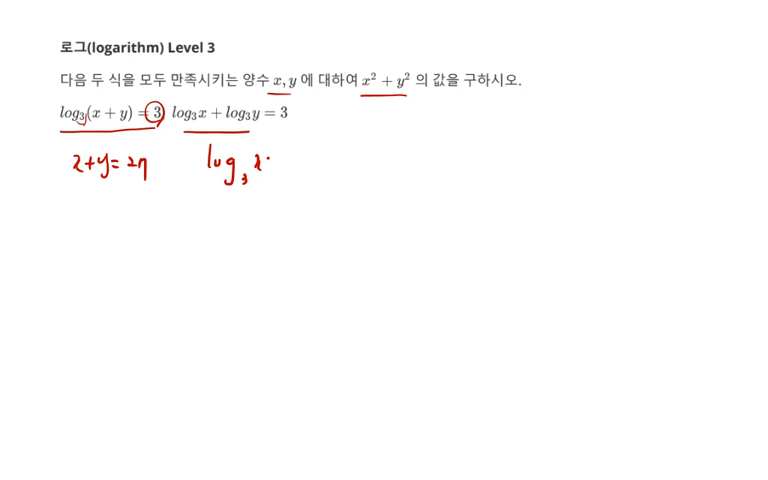 로그(logarithm) Level 3
다음 두 식을 모두 만족시키는 양수 x, y 에 대하여 x² + y² 의 값을 구하시오.
log₃(x + y) = 3, log₃x + log₃y = 3
x+y=27 log₃ x·